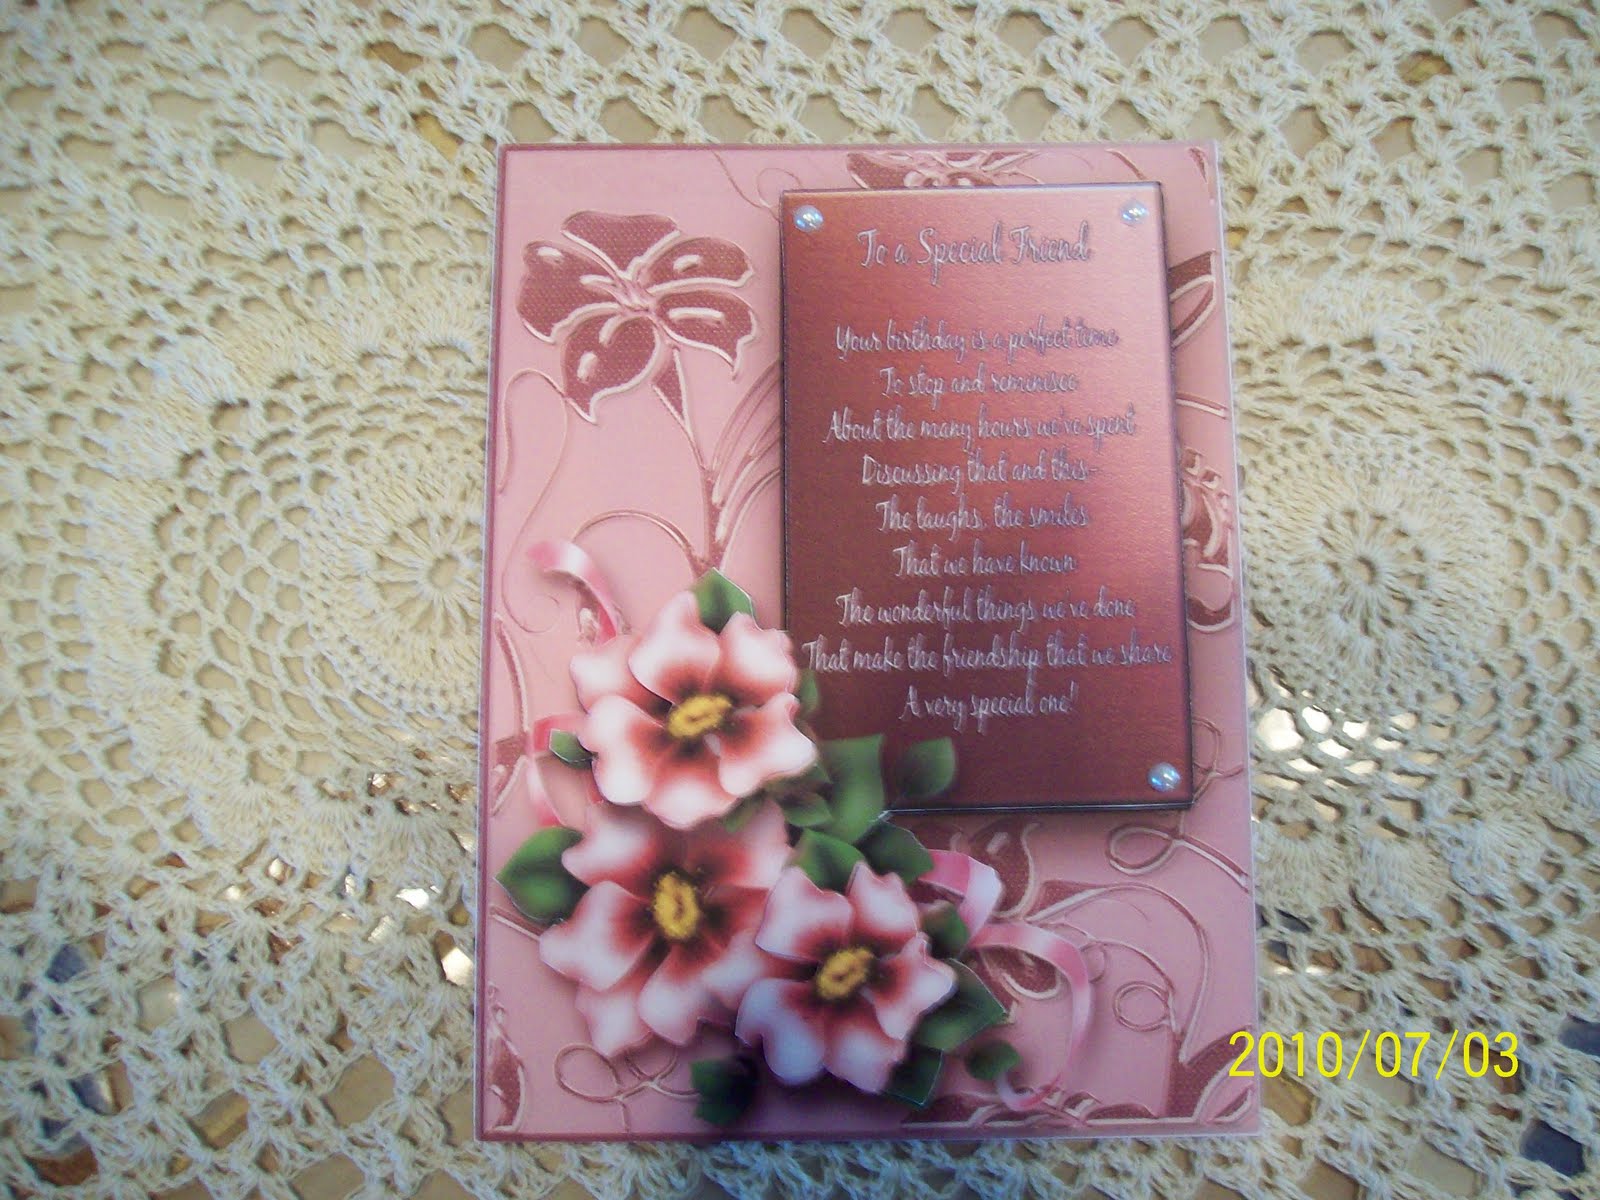 To a Special Friend
Your birthday is a perfect time
To stop and reminisce
About the many hours we've spent
Discussing that and this-
The laughs, the smiles
That we have known
The wonderful things we've done
That make the friendship that we share
A very special one!
2010/07/03